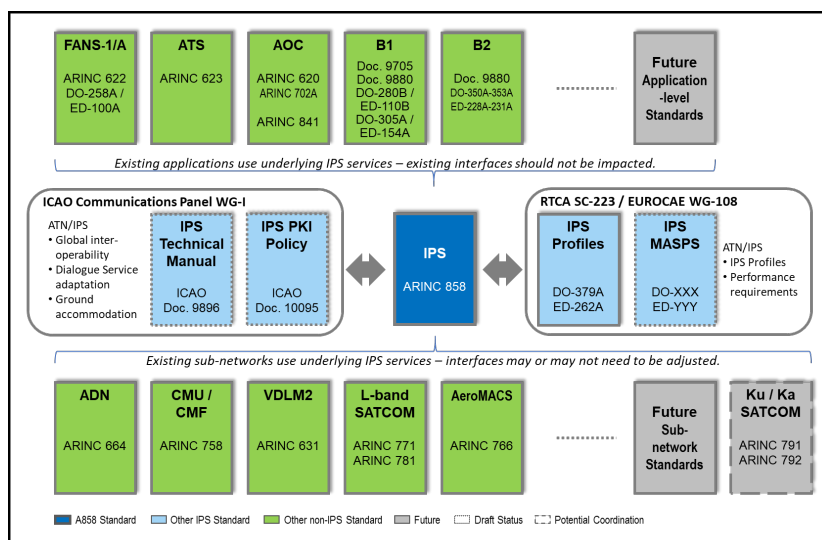 FANS-1/A
ARINC 622
DO-258A /
ED-100A
ATS
ARINC 623
AOC
ARINC 620
ARINC 702A
ARINC 841
B1
Doc. 9705
Doc. 9880
DO-280B /
ED-110B
DO-305A /
ED-154A
B2
Doc. 9880
DO-350A-353A
ED-228A-231A
Future
Application
-level
Standards
Existing applications use underlying IPS services – existing interfaces should not be impacted.
ICAO Communications Panel WG-I
ATN/IPS
• Global inter-
operability
• Dialogue Service
adaptation
• Ground
accommodation
IPS
Technical
Manual
ICAO
Doc. 9896
IPS PKI
Policy
ICAO
Doc. 10095
IPS
ARINC 858
RTCA SC-223 / EUROCAE WG-108
IPS
Profiles
DO-379A
ED-262A
IPS
MASPS
DO-XXX
ED-YYY
ATN/IPS
• IPS Profiles
• Performance
requirements
Existing sub-networks use underlying IPS services – interfaces may or may not need to be adjusted.
ADN
ARINC 664
CMU /
CMF
ARINC 758
VDLM2
ARINC 631
L-band
SATCOM
ARINC 771
ARINC 781
AeroMACS
ARINC 766
Future
Sub-
network
Standards
Ku / Ka
SATCOM
ARINC 791
ARINC 792
A858 Standard
Other IPS Standard
Other non-IPS Standard
Future
Draft Status
Potential Coordination